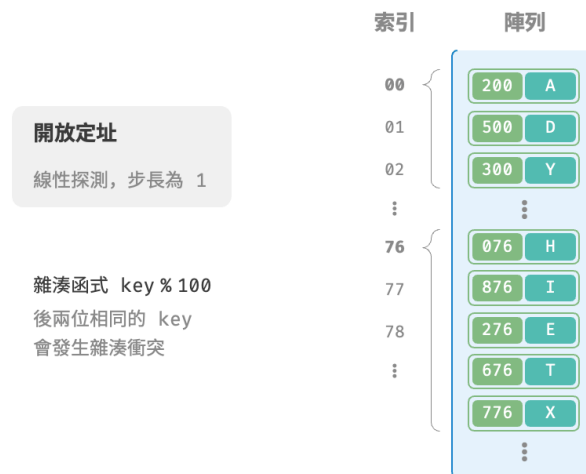 索引 陣列
00 200 A
開放定址
01 500 D
線性探測，步長為 1
02 300 Y
76 076 H
雜湊函式 key % 100
77 876 I
後兩位相同的 key
78 276 E
會發生雜湊衝突
676 T
776 X